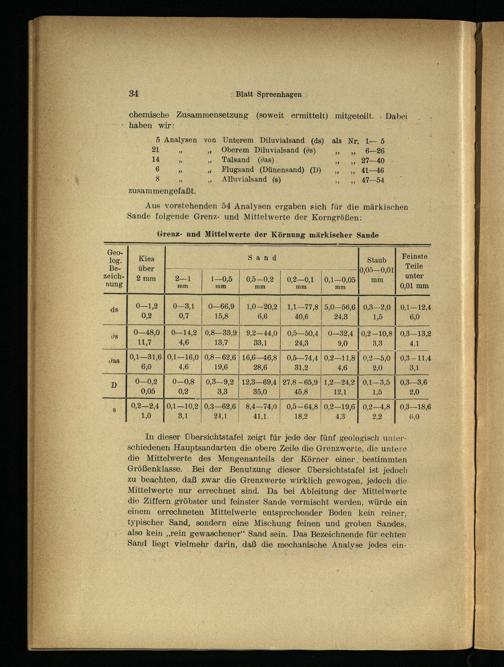 34
Blatt Spreenhagen
chemische Zusammensetzung (soweit ermittelt) mitgeteilt. Dabei
haben wir:
5 Analysen von Unterem Diluvialsand (ds) als Nr. 1— 5
21 „ „ Oberem Diluvialsand (∂s) „ „ 6—26
14 „ „ Talsand (∂as) „ „ 27—40
6 „ „ Flugsand (Dünensand) (D) „ „ 41—46
8 „ „ Alluvialsand (s) „ „ 47—54
zusammengefaßt.
Aus vorstehenden 54 Analysen ergaben sich für die märkischen
Sande folgende Grenz- und Mittelwerte der Korngrößen:
Grenz- und Mittelwerte der Körnung märkischer Sande
Geolog. Bezeichnung | Kies über 2 mm | Sand | Staub 0,05—0,01 mm | Feinste Teile unter 0,01 mm
2—1 mm | 1—0,5 mm | 0,5—0,2 mm | 0,2—0,1 mm | 0,1—0,05 mm
ds | 0—1,2 | 0—3,1 | 0—66,9 | 1,0—20,2 | 1,1—77,8 | 5,0—56,6 | 0,3—2,0 | 0,1—12,4
0,2 | 0,7 | 15,8 | 6,6 | 40,6 | 24,3 | 1,5 | 6,0
∂s | 0—48,0 | 0—14,2 | 0,8—33,9 | 9,2—44,0 | 0,5—50,4 | 0—32,4 | 0,2—10,8 | 0,3—13,2
11,7 | 4,6 | 13,7 | 33,1 | 24,3 | 9,0 | 3,3 | 4,1
∂as | 0,1—31,6 | 0,1—16,0 | 0,8—62,6 | 16,6—46,8 | 0,5—74,4 | 0,2—11,8 | 0,2—5,0 | 0,3—11,4
6,0 | 4,6 | 19,6 | 28,6 | 31,2 | 4,6 | 2,0 | 3,1
D | 0—0,2 | 0—0,8 | 0,3—9,2 | 12,3—69,4 | 27,8—65,9 | 1,2—24,2 | 0,1—3,5 | 0,3—3,6
0,05 | 0,2 | 3,3 | 35,0 | 45,8 | 12,1 | 1,5 | 2,0
s | 0,2—2,4 | 0,1—10,2 | 0,3—62,6 | 8,4—74,0 | 0,5—64,8 | 0,2—19,6 | 0,2—4,8 | 0,3—18,6
1,0 | 3,1 | 24,1 | 41,1 | 18,2 | 4,3 | 2,2 | 6,0
In dieser Übersichtstafel zeigt für jede der fünf geologisch unter-
schiedenen Hauptsandarten die obere Zeile die Grenzwerte, die untere
die Mittelwerte des Mengenanteils der Körner einer bestimmten
Größenklasse. Bei der Benutzung dieser Übersichtstafel ist jedoch
zu beachten, daß zwar die Grenzwerte wirklich gewogen, jedoch die
Mittelwerte nur errechnet sind. Da bei Ableitung der Mittelwerte
die Ziffern gröbster und feinster Sande vermischt werden, würde ein
einem errechneten Mittelwerte entsprechender Boden kein reiner,
typischer Sand, sondern eine Mischung feinen und groben Sandes,
also kein „rein gewaschener“ Sand sein. Das Bezeichnende für echten
Sand liegt vielmehr darin, daß die mechanische Analyse jedes ein-